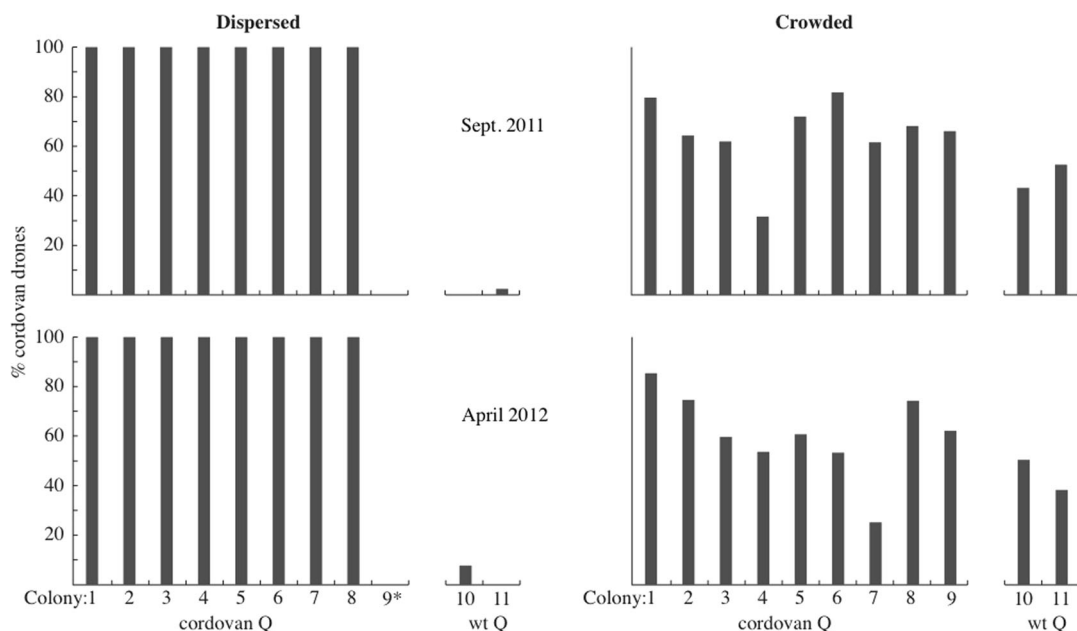 Dispersed
Crowded
% cordovan drones
100
80
60
40
20
Sept. 2011
100
80
60
40
20
April 2012
Colony:1 2 3 4 5 6 7 8 9* 10 11
cordovan Q wt Q
Colony:1 2 3 4 5 6 7 8 9 10 11
cordovan Q wt Q